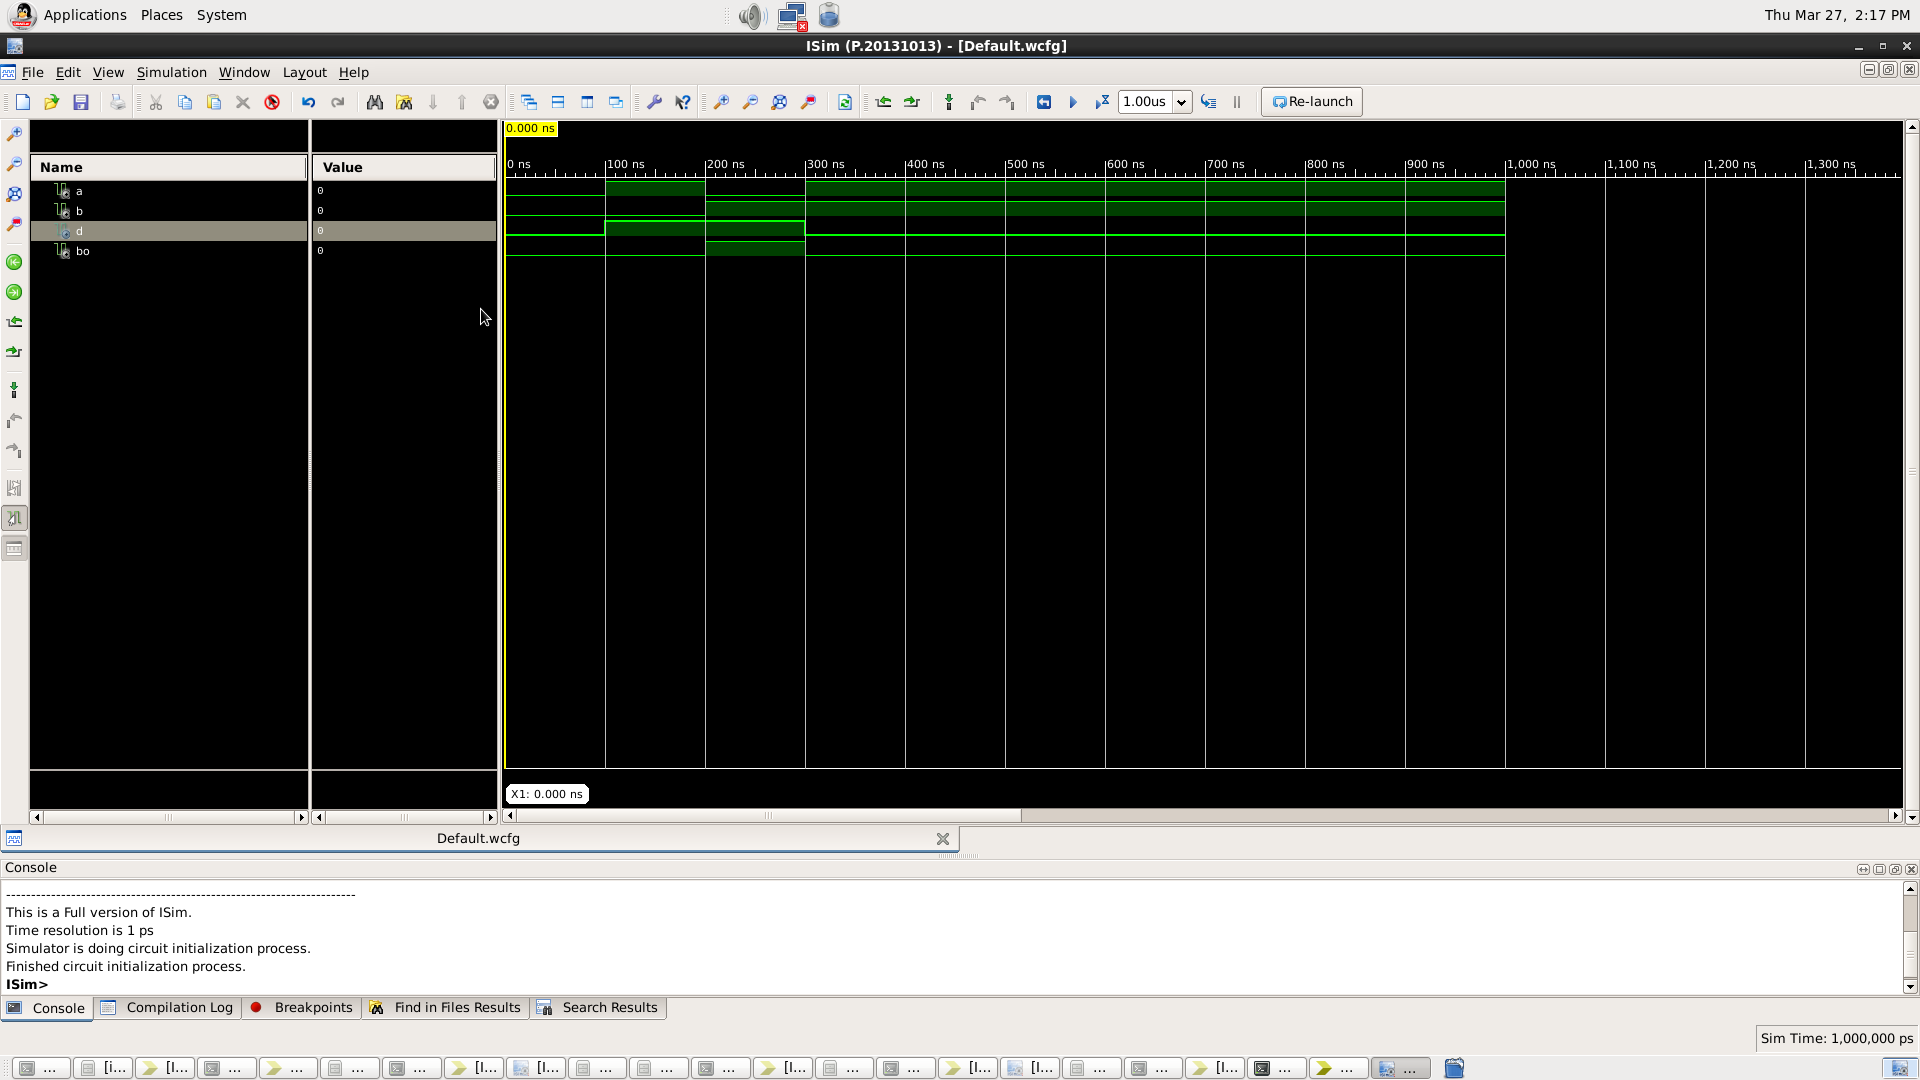 Applications Places System
Thu Mar 27, 2:17 PM
ISim (P.20131013) - [Default.wcfg]
File Edit View Simulation Window Layout Help
1.00us Re-launch
0.000 ns
Name Value
0 ns 100 ns 200 ns 300 ns 400 ns 500 ns 600 ns 700 ns 800 ns 900 ns 1,000 ns 1,100 ns 1,200 ns 1,300 ns
a 0
b 0
d 0
bo 0
X1: 0.000 ns
Default.wcfg
Console
----------------------------------------------------------------------
This is a Full version of ISim.
Time resolution is 1 ps
Simulator is doing circuit initialization process.
Finished circuit initialization process.
ISim>
Console Compilation Log Breakpoints Find in Files Results Search Results
Sim Time: 1,000,000 ps
... [i... [I... ... ... ... ... [I... [I... ... ... ... [I... ... ... [I... [I... ... ... [I... ... ... ...